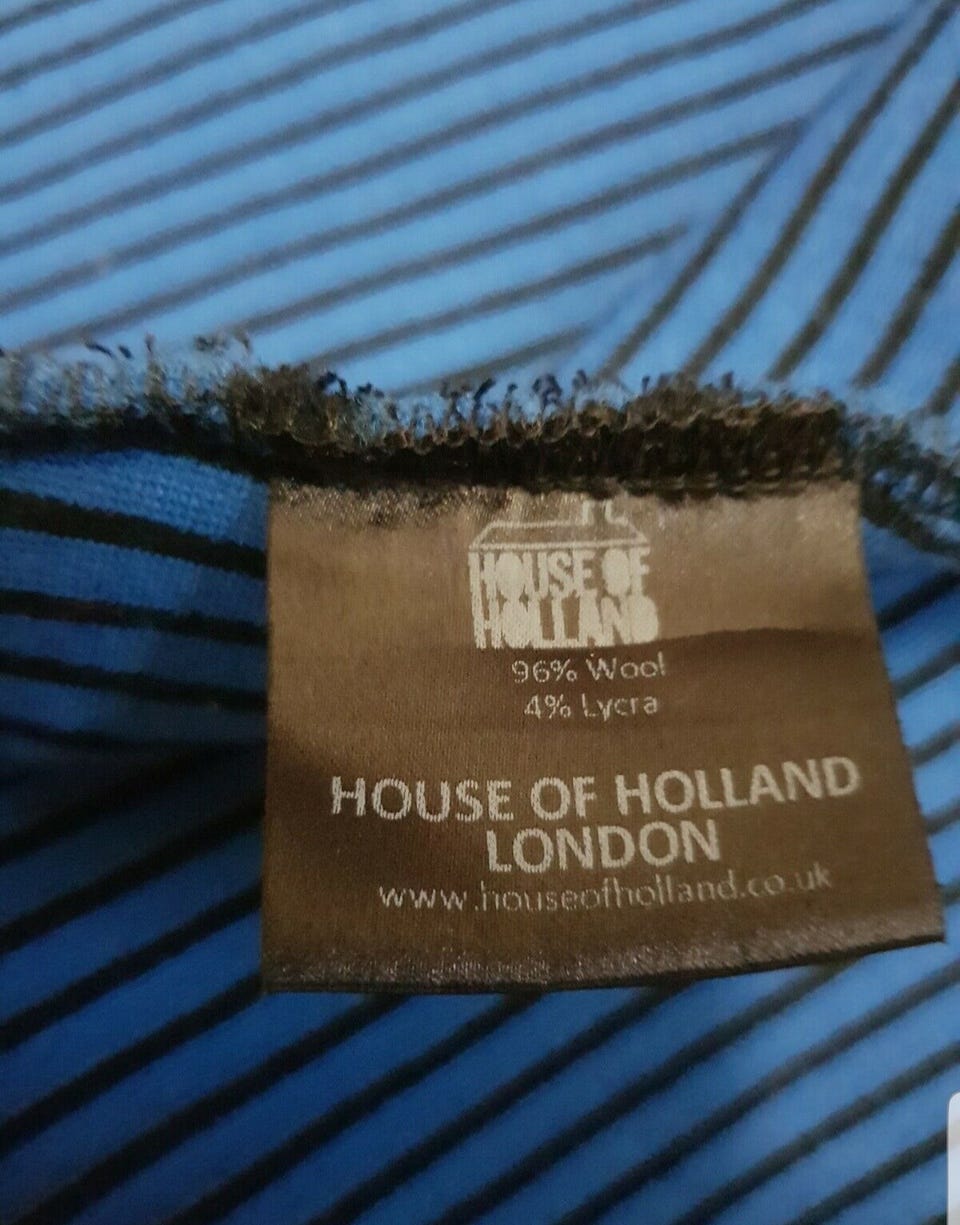 HOUSE OF
HOLLAND
96% Wool
4% Lycra
HOUSE OF HOLLAND
LONDON
www.houseofholland.co.uk